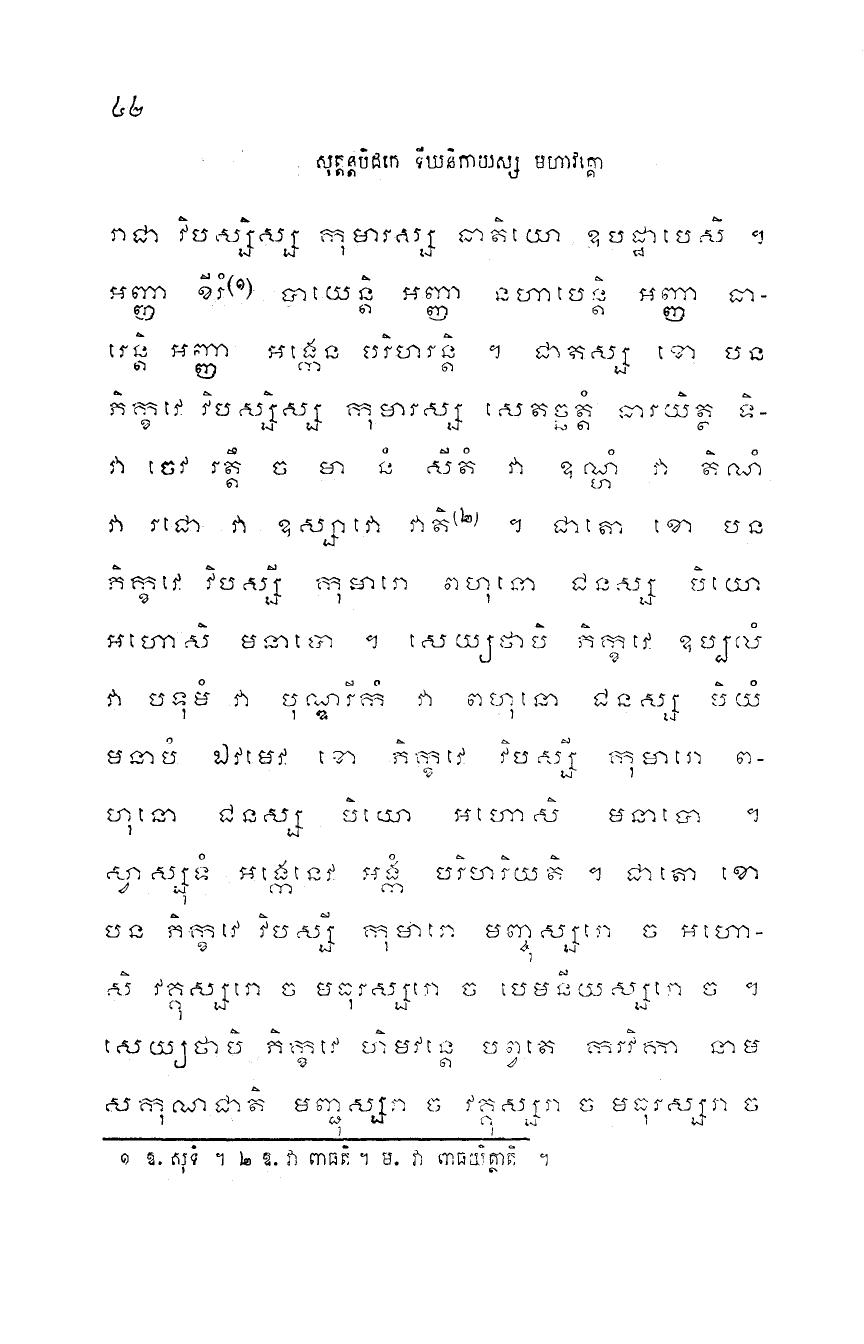 ៤២
សុត្តន្តបិដកេ ទីឃនិកាយស្ស មហាវគ្គោ
រាជា វិបស្សិស្ស កុមារស្ស ធាតិយោ ឧបដ្ឋាបេសិ ។
អញ្ញា ខីរំ(១) បាយេន្តិ អញ្ញា នហាបេន្តិ អញ្ញា ធា-
រេន្តិ អញ្ញា អង្កេន បរិហរន្តិ ។ ជាតស្ស ខោ បន
ភិក្ខវេ វិបស្សិស្ស កុមារស្ស សេតច្ឆត្តំ ធារយិត្ថ ទិ-
វា ចេវ រត្តឹ ច មា នំ សីតំ វា ឧណ្ហំ វា តិណំ
វា រជោ វា ឧស្សាវោ វាតិ(២) ។ ជាតោ ខោ បន
ភិក្ខវេ វិបស្សី កុមារោ ពហុនោ ជនស្ស បិយោ
អហោសិ មនាបោ ។ សេយ្យថាបិ ភិក្ខវេ ឧប្បលំ
វា បទុមំ វា បុណ្ឌរីកំ វា ពហុនោ ជនស្ស បិយំ
មនាបំ ឯវមេវ ខោ ភិក្ខវេ វិបស្សី កុមារោ ព-
ហុនោ ជនស្ស បិយោ អហោសិ មនាបោ ។
ស្វាស្សុទំ អង្កេនេវ អង្កំ បរិហរិយតិ ។ ជាតោ ខោ
បន ភិក្ខវេ វិបស្សី កុមារោ មញ្ជុស្សរោ ច អហោ-
សិ វគ្គុស្សរោ ច មធុរស្សរោ ច បេមនីយស្សរោ ច ។
សេយ្យថាបិ ភិក្ខវេ ហិមវន្តេ បព្វតេ ករវិកា នាម
សកុណជាតិ មញ្ជុស្សរា ច វគ្គុស្សរា ច មធុរស្សរា ច
១ ឱ. សុទំ ។ ២ ឱ. វា ពាធតិ ។ ម. វា ពាធយិត្ថាតិ ។